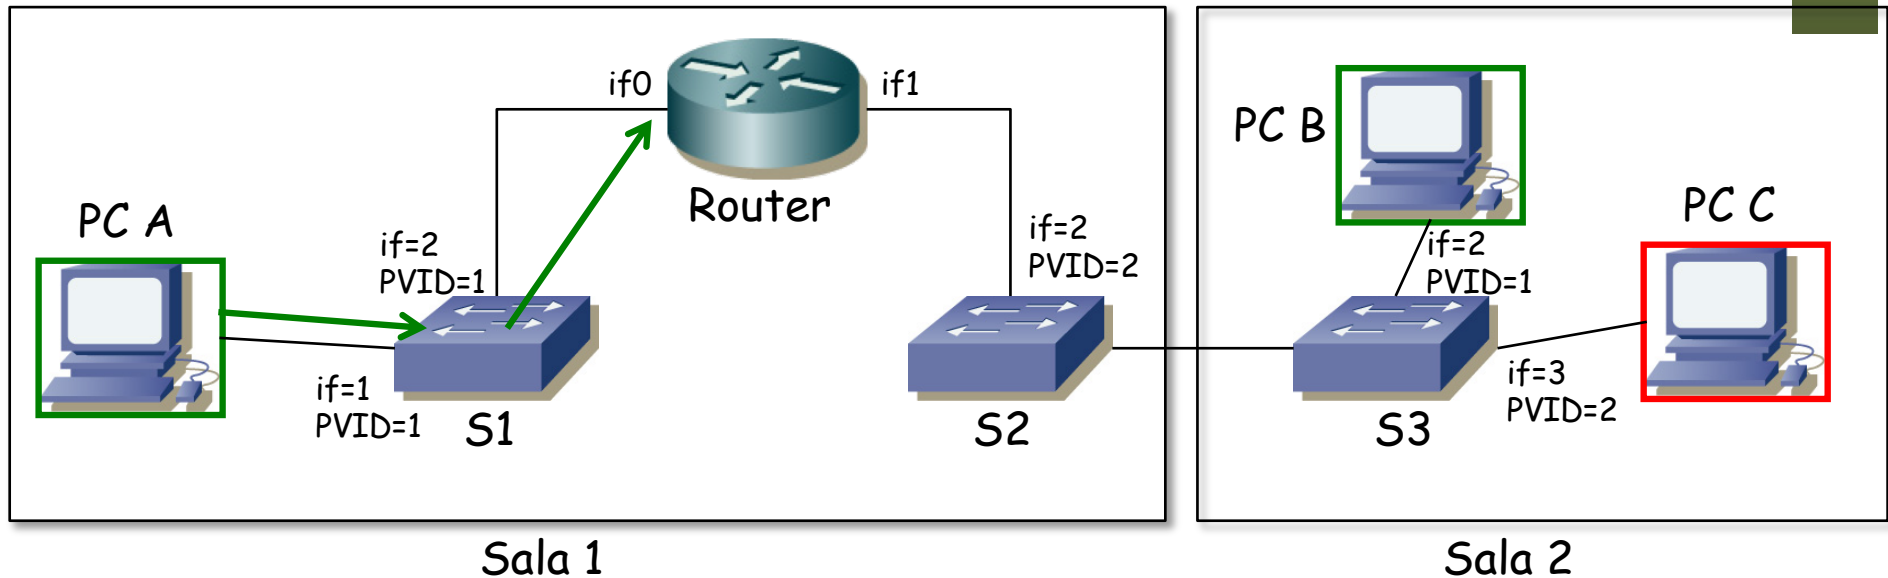 if0
if1
Router
PC A
if=2
PVID=1
if=1
PVID=1
S1
if=2
PVID=2
S2
PC B
PC C
if=2
PVID=1
if=3
PVID=2
S3
Sala 1
Sala 2